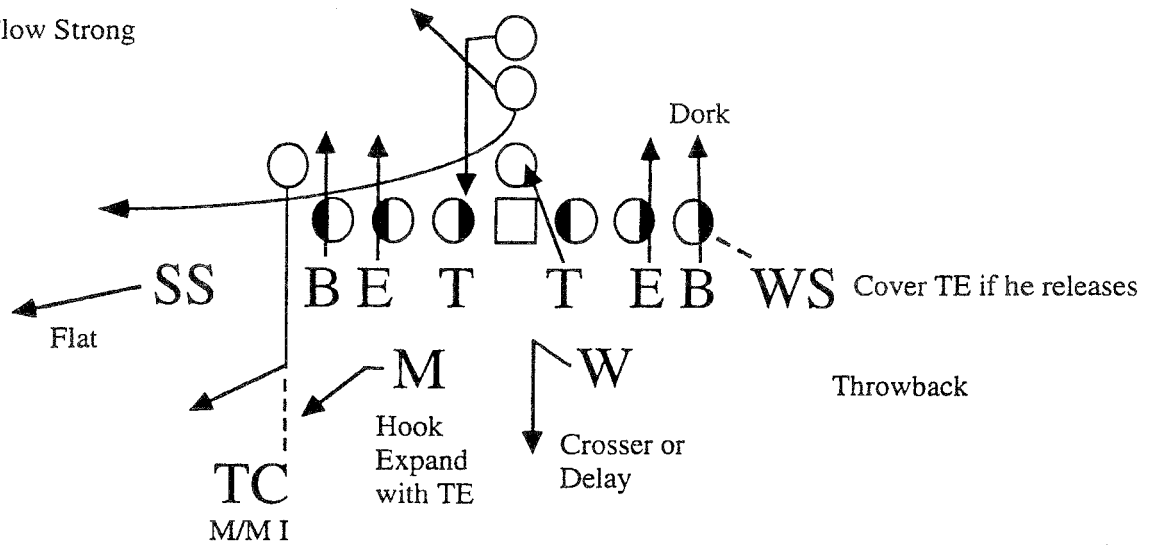 low Strong
Dork
SS B E T T E B WS Cover TE if he releases
Flat
M W
Throwback
Hook
Expand
with TE
Crosser or
Delay
TC
M/M I